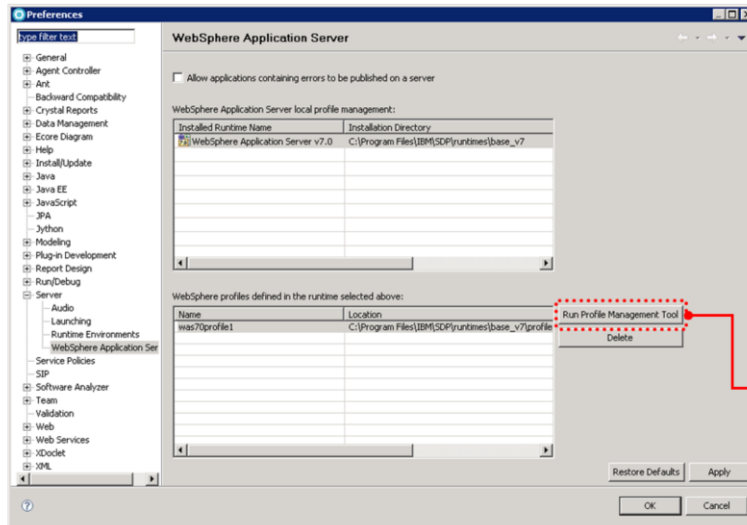 Preferences
type filter text
WebSphere Application Server
General
Agent Controller
Ant
Backward Compatibility
Crystal Reports
Data Management
Ecore Diagram
Help
Install/Update
Java
Java EE
JavaScript
JPA
Jython
Modeling
Plug-in Development
Report Design
Run/Debug
Server
Audio
Launching
Runtime Environments
WebSphere Application Ser
Service Policies
SIP
Software Analyzer
Team
Validation
Web
Web Services
XDoclet
XML
Allow applications containing errors to be published on a server
WebSphere Application Server local profile management:
Installed Runtime Name Installation Directory
WebSphere Application Server v7.0 C:\Program Files\IBM\SDP\runtimes\base_v7
WebSphere profiles defined in the runtime selected above:
Name Location
was70profile1 C:\Program Files\IBM\SDP\runtimes\base_v7\profile
Run Profile Management Tool
Delete
Restore Defaults Apply
OK Cancel